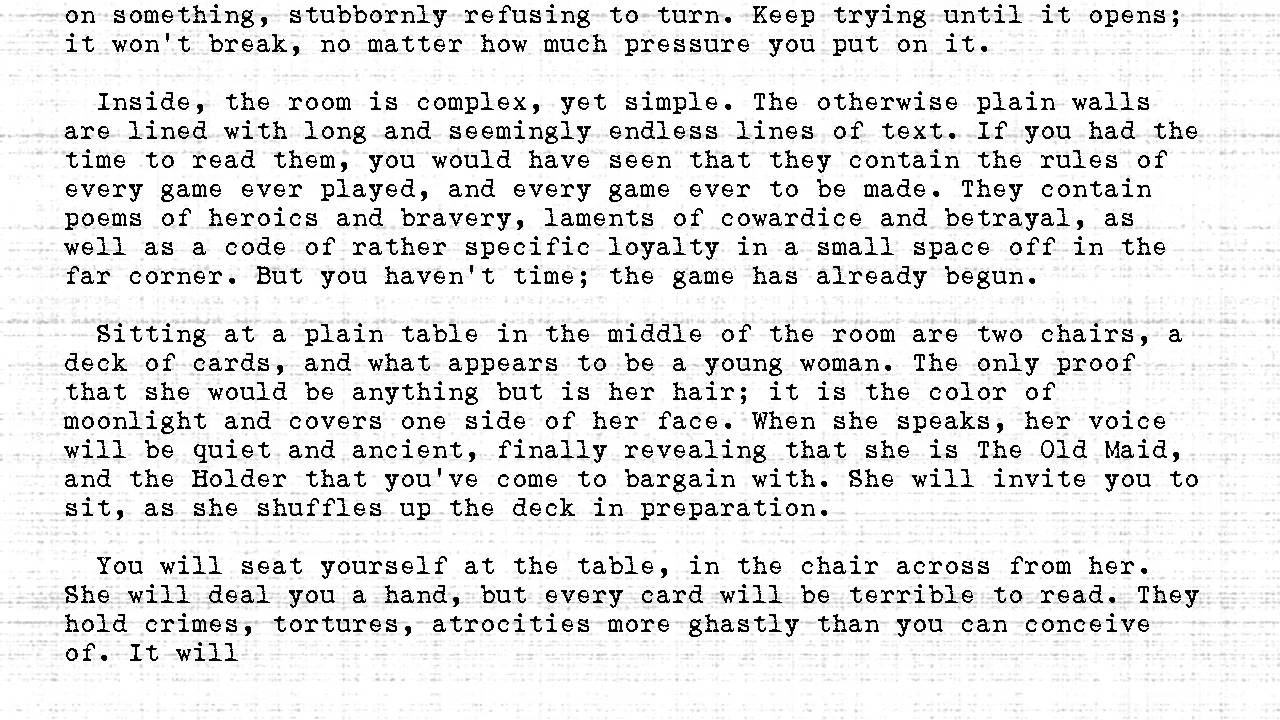 on something, stubbornly refusing to turn. Keep trying until it opens;
it won't break, no matter how much pressure you put on it.
Inside, the room is complex, yet simple. The otherwise plain walls
are lined with long and seemingly endless lines of text. If you had the
time to read them, you would have seen that they contain the rules of
every game ever played, and every game ever to be made. They contain
poems of heroics and bravery, laments of cowardice and betrayal, as
well as a code of rather specific loyalty in a small space off in the
far corner. But you haven't time; the game has already begun.
Sitting at a plain table in the middle of the room are two chairs, a
deck of cards, and what appears to be a young woman. The only proof
that she would be anything but is her hair; it is the color of
moonlight and covers one side of her face. When she speaks, her voice
will be quiet and ancient, finally revealing that she is The Old Maid,
and the Holder that you've come to bargain with. She will invite you to
sit, as she shuffles up the deck in preparation.
You will seat yourself at the table, in the chair across from her.
She will deal you a hand, but every card will be terrible to read. They
hold crimes, tortures, atrocities more ghastly than you can conceive
of. It will